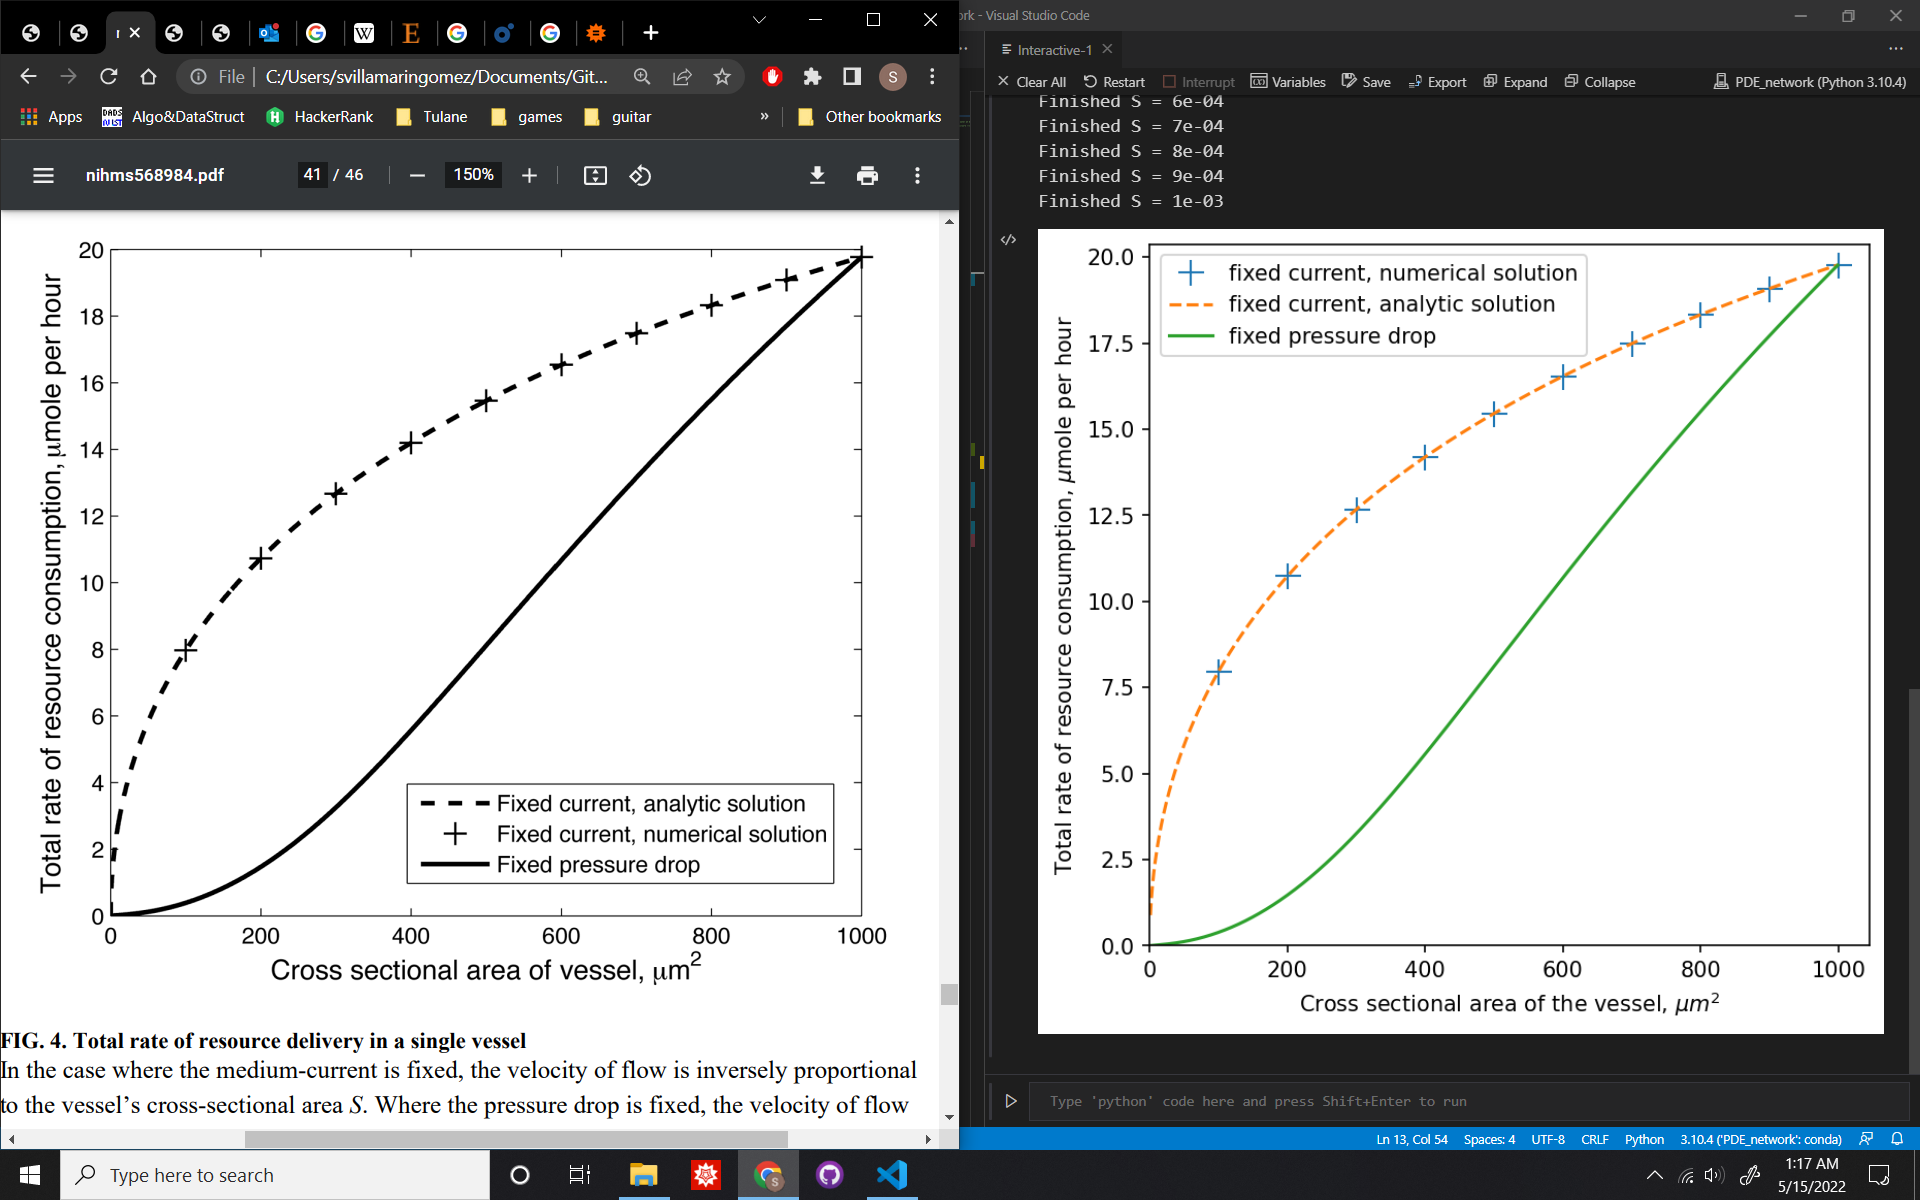 rk - Visual Studio Code
File
C:/Users/svillamaringomez/Documents/Git...
S
Apps
Algo&DataStruct
HackerRank
Tulane
games
guitar
»
Other bookmarks
nihms568984.pdf
41 / 46
150%
20
18
16
14
12
10
8
6
4
2
0
Total rate of resource consumption, μmole per hour
Fixed current, analytic solution
Fixed current, numerical solution
Fixed pressure drop
0 200 400 600 800 1000
Cross sectional area of vessel, μm²
FIG. 4. Total rate of resource delivery in a single vessel
In the case where the medium-current is fixed, the velocity of flow is inversely proportional
to the vessel's cross-sectional area S. Where the pressure drop is fixed, the velocity of flow
Interactive-1
Clear All Restart Interrupt Variables Save Export Expand Collapse
PDE_network (Python 3.10.4)
Finished S = 6e-04
Finished S = 7e-04
Finished S = 8e-04
Finished S = 9e-04
Finished S = 1e-03
20.0
17.5
15.0
12.5
10.0
7.5
5.0
2.5
0.0
Total rate of resource consumption, μmole per hour
fixed current, numerical solution
fixed current, analytic solution
fixed pressure drop
0 200 400 600 800 1000
Cross sectional area of the vessel, μm²
Type 'python' code here and press Shift+Enter to run
Ln 13, Col 54 Spaces: 4 UTF-8 CRLF Python 3.10.4 ('PDE_network': conda)
Type here to search
1:17 AM
5/15/2022